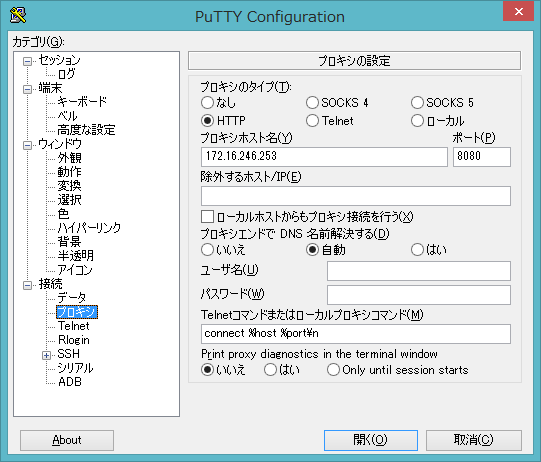 PuTTY Configuration
カテゴリ(G):
セッション
ログ
端末
キーボード
ベル
高度な設定
ウィンドウ
外観
動作
変換
選択
色
ハイパーリンク
背景
半透明
アイコン
接続
データ
プロキシ
Telnet
Rlogin
SSH
シリアル
ADB
プロキシの設定
プロキシのタイプ(T):
なし SOCKS 4 SOCKS 5
HTTP Telnet ローカル
プロキシホスト名(Y) ポート(P)
172.16.246.253 8080
除外するホスト/IP(E)
ローカルホストからもプロキシ接続を行う(X)
プロキシエンドで DNS 名前解決する(D)
いいえ 自動 はい
ユーザ名(U)
パスワード(W)
Telnetコマンドまたはローカルプロキシコマンド(M)
connect %host %port¥n
Print proxy diagnostics in the terminal window
いいえ はい Only until session starts
About 開く(O) 取消(C)